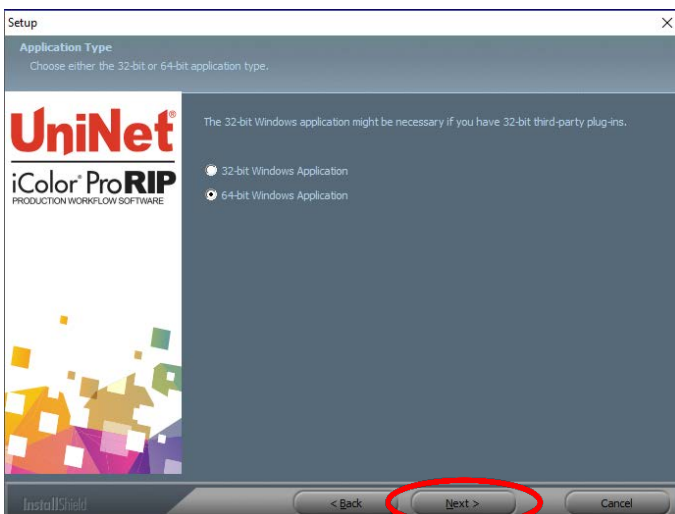 Setup
Application Type
Choose either the 32-bit or 64-bit application type.
UniNet®
iColor® ProRIP
PRODUCTION WORKFLOW SOFTWARE
The 32-bit Windows application might be necessary if you have 32-bit third-party plug-ins.
32-bit Windows Application
64-bit Windows Application
InstallShield
< Back
Next >
Cancel